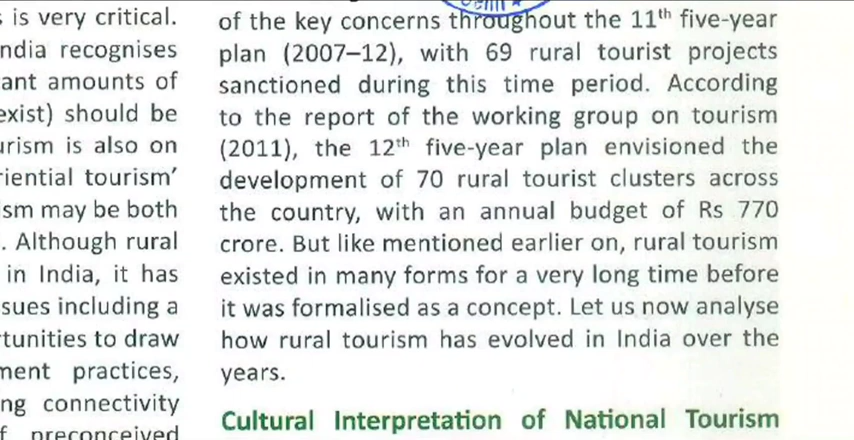 is very critical.
ndia recognises
ant amounts of
exist) should be
urism is also on
riential tourism’
ism may be both
. Although rural
in India, it has
sues including a
rtunities to draw
ment practices,
ng connectivity
f preconceived
of the key concerns throughout the 11th five-year
plan (2007–12), with 69 rural tourist projects
sanctioned during this time period. According
to the report of the working group on tourism
(2011), the 12th five-year plan envisioned the
development of 70 rural tourist clusters across
the country, with an annual budget of Rs 770
crore. But like mentioned earlier on, rural tourism
existed in many forms for a very long time before
it was formalised as a concept. Let us now analyse
how rural tourism has evolved in India over the
years.
Cultural Interpretation of National Tourism